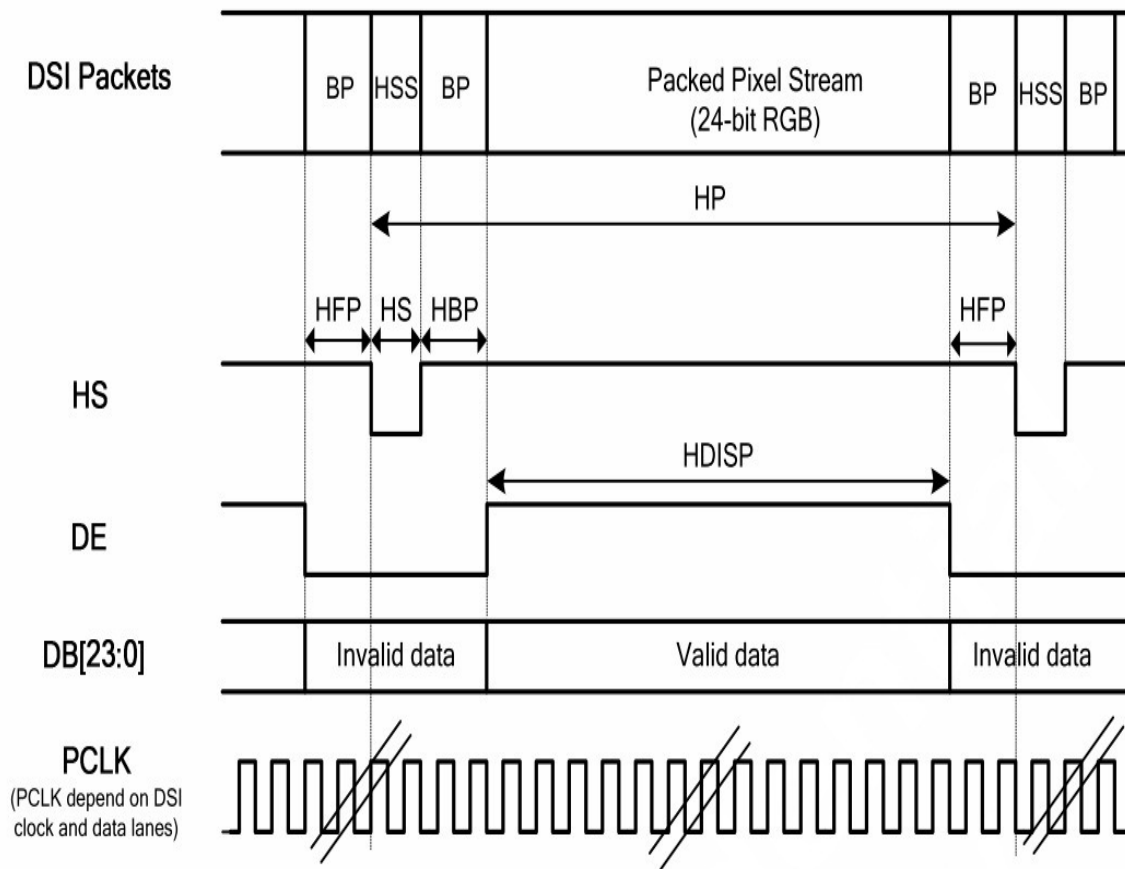 DSI Packets
BP HSS BP
Packed Pixel Stream
(24-bit RGB)
BP HSS BP
HP
HFP HS HBP HFP
HS
HDISP
DE
DB[23:0]
Invalid data Valid data Invalid data
PCLK
(PCLK depend on DSI
clock and data lanes)